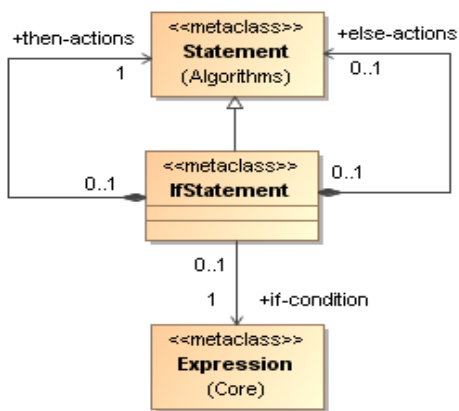 <<metaclass>>
Statement
(Algorithms)
+then-actions
1
+else-actions
0..1
<<metaclass>>
IfStatement
0..1
0..1
0..1
1
+if-condition
<<metaclass>>
Expression
(Core)